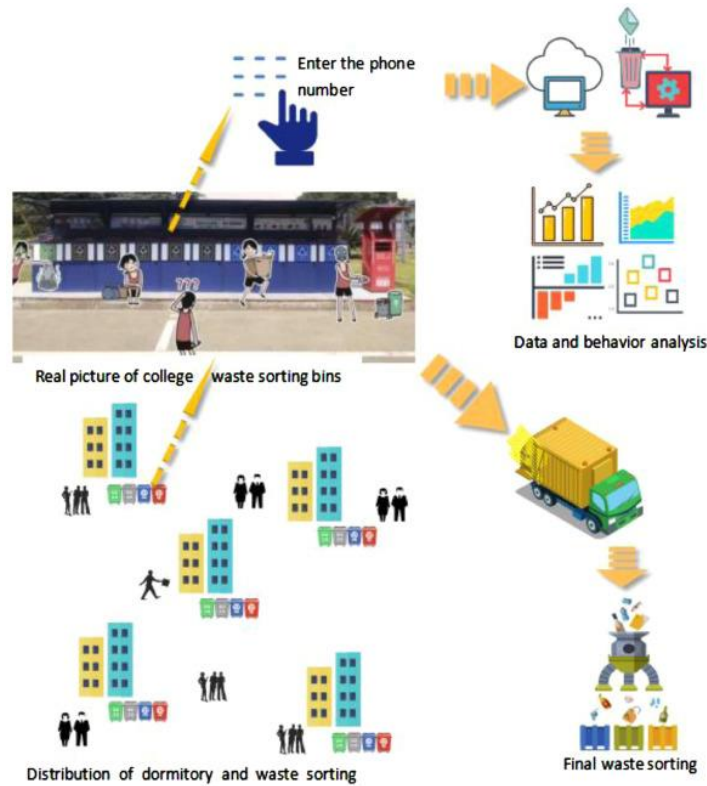 Enter the phone
number
Data and behavior analysis
Real picture of college waste sorting bins
???
Distribution of dormitory and waste sorting
Final waste sorting